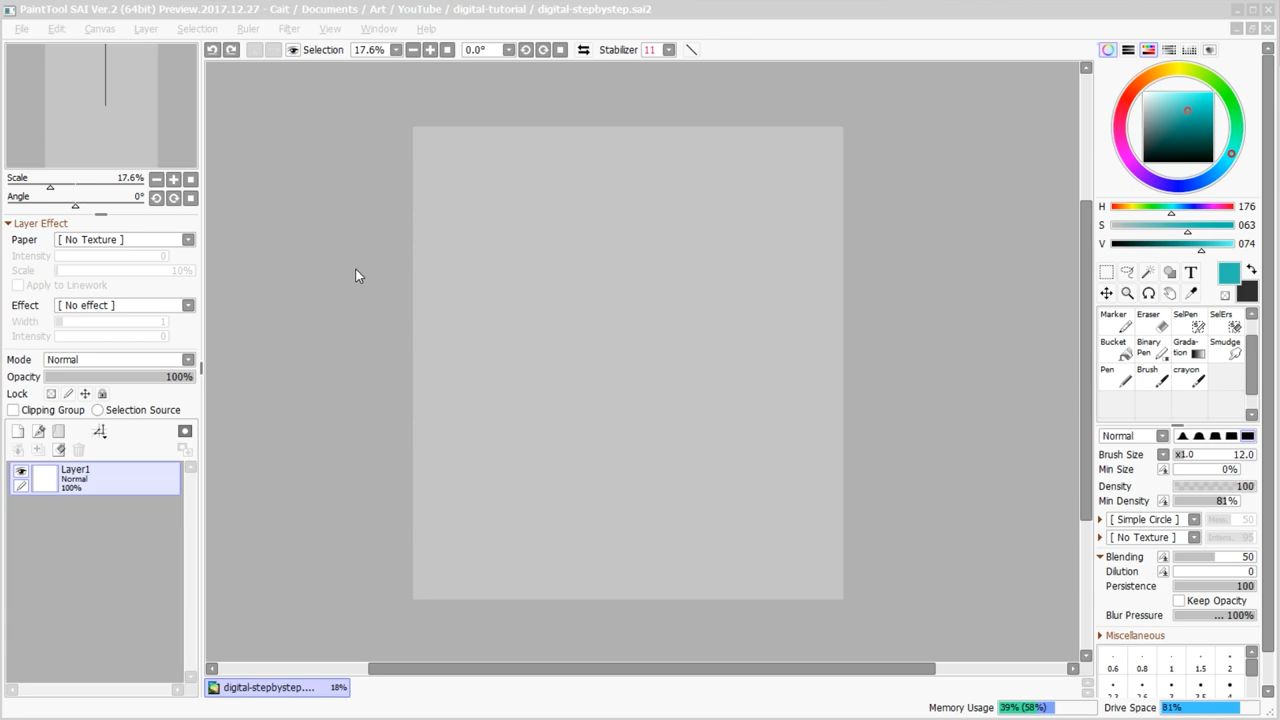 PaintTool SAI Ver.2 (64bit) Preview.2017.12.27 - Cait / Documents / Art / YouTube / digital-tutorial / digital-stepbystep.sai2
File Edit Canvas Layer Selection Ruler Filter View Window Help
Selection 17.6% 0.0° Stabilizer 11
Scale 17.6%
Angle 0°
Layer Effect
Paper [ No Texture ]
Intensity 0
Scale 10%
Apply to Linework
Effect [ No effect ]
Width 1
Intensity 0
Mode Normal
Opacity 100%
Lock
Clipping Group Selection Source
Layer1
Normal
100%
digital-stepbystep.... 18%
H 176
S 063
V 074
T
Marker Eraser SelPen SelErs
Bucket Binary Pen Grada-tion Smudge
Pen Brush crayon
Normal
Brush Size x1.0 12.0
Min Size 0%
Density 100
Min Density 81%
[ Simple Circle ] 50
[ No Texture ] Intens. 95
Blending 50
Dilution 0
Persistence 100
Keep Opacity
Blur Pressure ... 100%
Miscellaneous
0.6 0.8 1 1.5 2
Memory Usage 39% (58%) Drive Space 81%